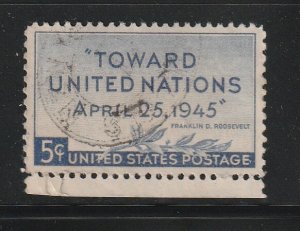 "TOWARD
UNITED NATIONS
APRIL 25, 1945"
FRANKLIN D. ROOSEVELT
5¢ UNITED STATES POSTAGE